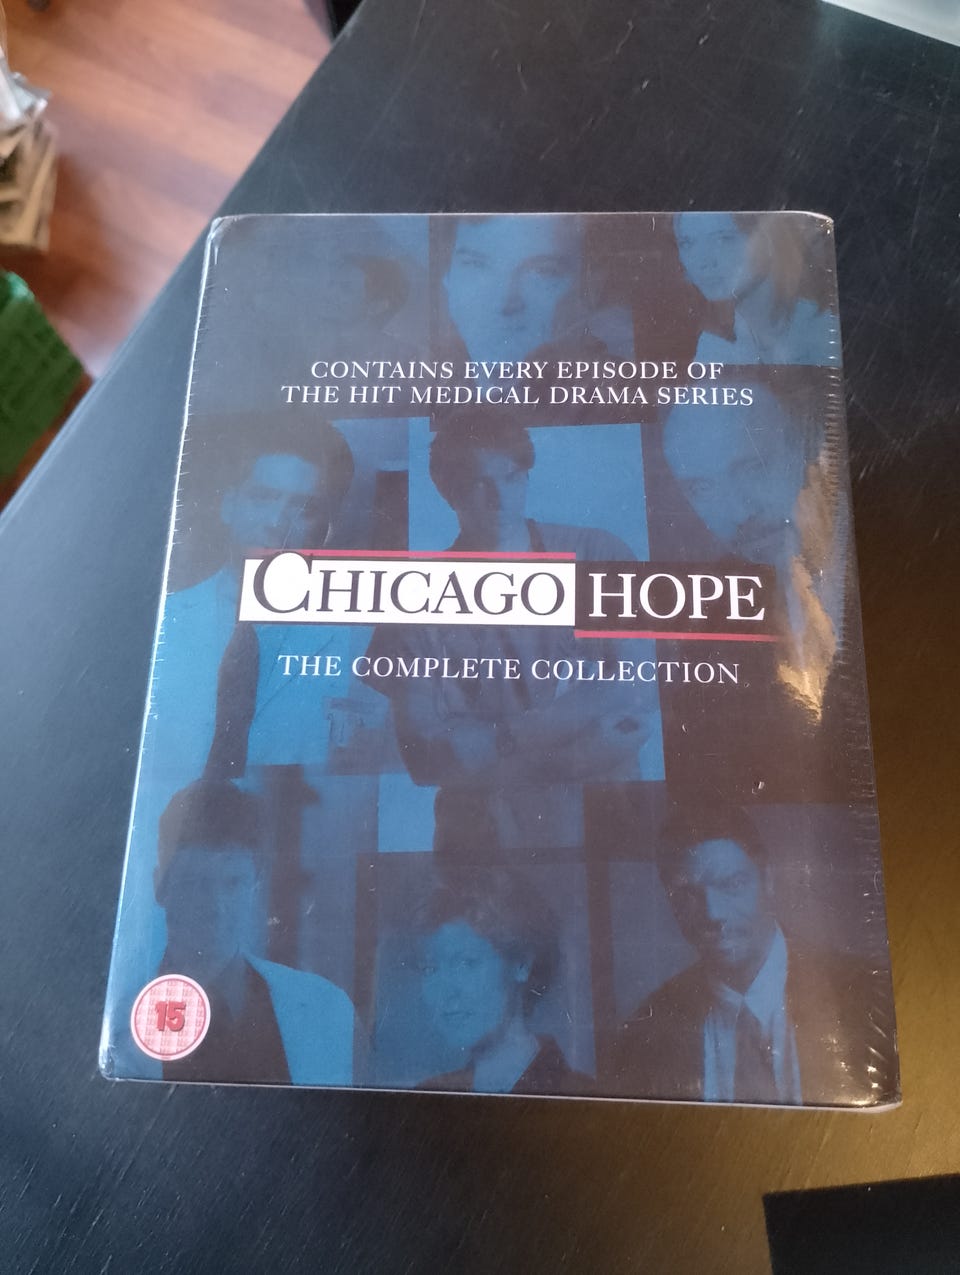 CONTAINS EVERY EPISODE OF
THE HIT MEDICAL DRAMA SERIES
CHICAGO HOPE
THE COMPLETE COLLECTION
15